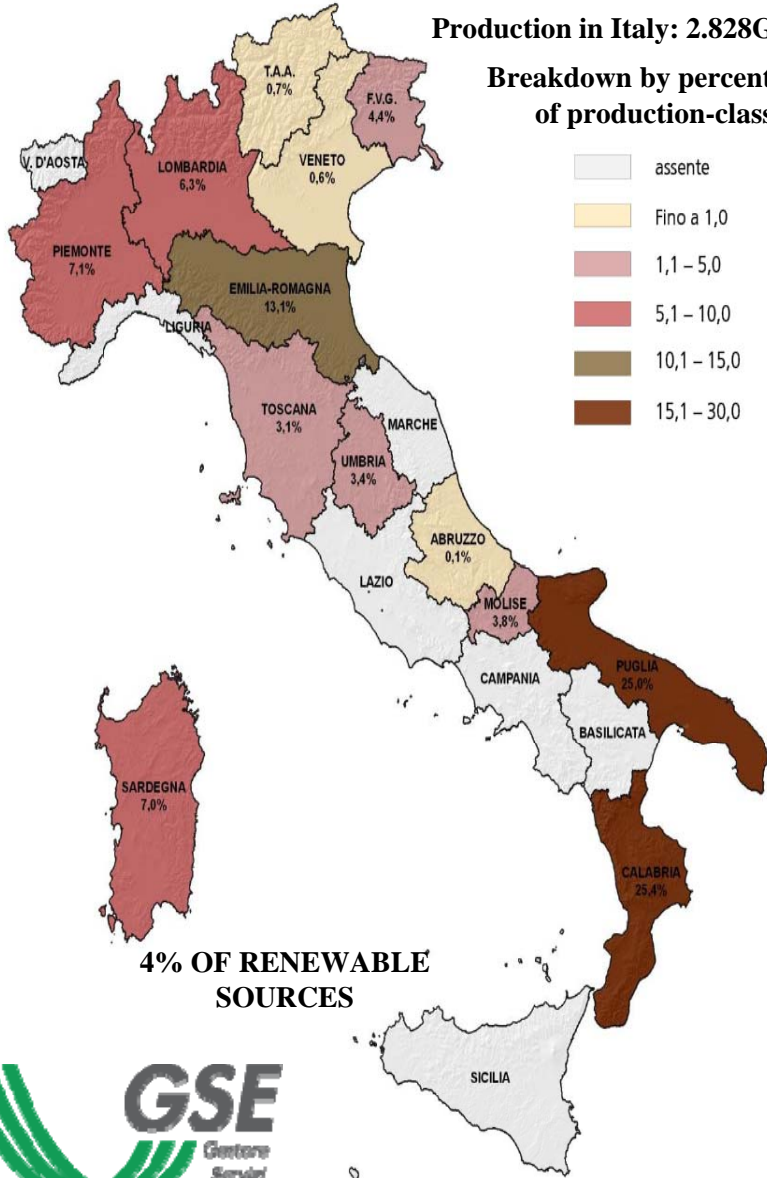 Production in Italy: 2.828G
Breakdown by percent
of production-class
assente
Fino a 1,0
1,1 – 5,0
5,1 – 10,0
10,1 – 15,0
15,1 – 30,0
T.A.A.
0,7%
F.V.G.
4,4%
V. D'AOSTA
LOMBARDIA
6,3%
VENETO
0,6%
PIEMONTE
7,1%
EMILIA-ROMAGNA
13,1%
LIGURIA
TOSCANA
3,1%
MARCHE
UMBRIA
3,4%
ABRUZZO
0,1%
LAZIO
MOLISE
3,8%
PUGLIA
25,0%
CAMPANIA
BASILICATA
SARDEGNA
7,0%
CALABRIA
25,4%
4% OF RENEWABLE
SOURCES
SICILIA
GSE
Gestore
Servizi